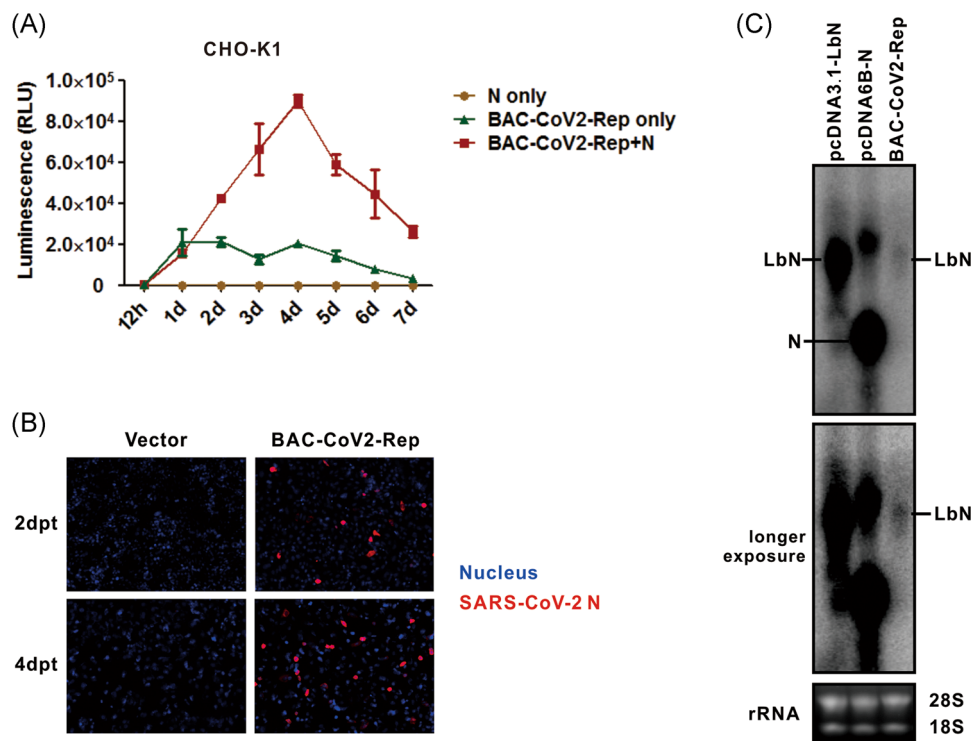 (A)
CHO-K1
Luminescence (RLU)
1.0×10⁵
8.0×10⁴
6.0×10⁴
4.0×10⁴
2.0×10⁴
0
12h 1d 2d 3d 4d 5d 6d 7d
N only
BAC-CoV2-Rep only
BAC-CoV2-Rep+N
(B)
Vector BAC-CoV2-Rep
2dpt
4dpt
Nucleus
SARS-CoV-2 N
(C)
pcDNA3.1-LbN
pcDNA6B-N
BAC-CoV2-Rep
LbN LbN
N
longer
exposure
LbN
rRNA
28S
18S